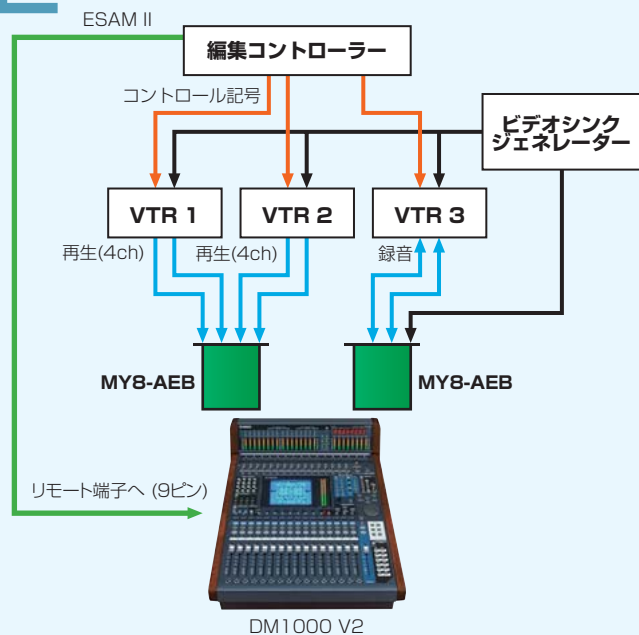 ESAM II
編集コントローラー
コントロール記号
ビデオシンク
ジェネレーター
VTR 1
VTR 2
VTR 3
再生(4ch)
再生(4ch)
録音
MY8-AEB
MY8-AEB
リモート端子へ (9ピン)
DM1000 V2